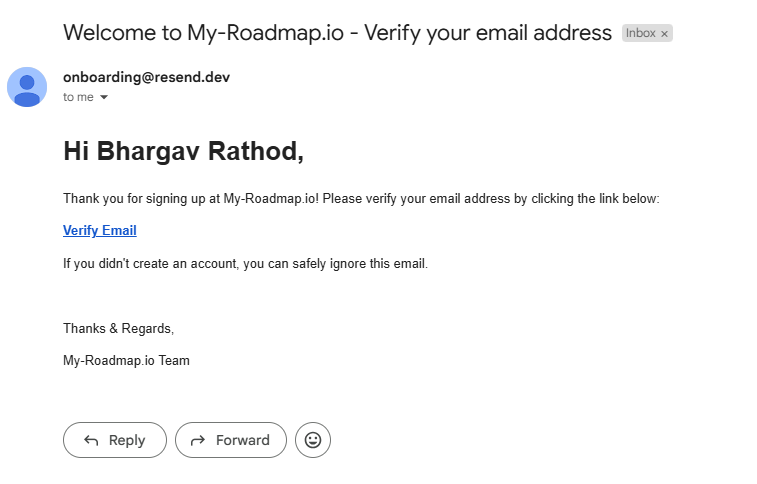 Welcome to My-Roadmap.io - Verify your email address Inbox ×
onboarding@resend.dev
to me
Hi Bhargav Rathod,
Thank you for signing up at My-Roadmap.io! Please verify your email address by clicking the link below:
Verify Email
If you didn't create an account, you can safely ignore this email.
Thanks & Regards,
My-Roadmap.io Team
Reply Forward